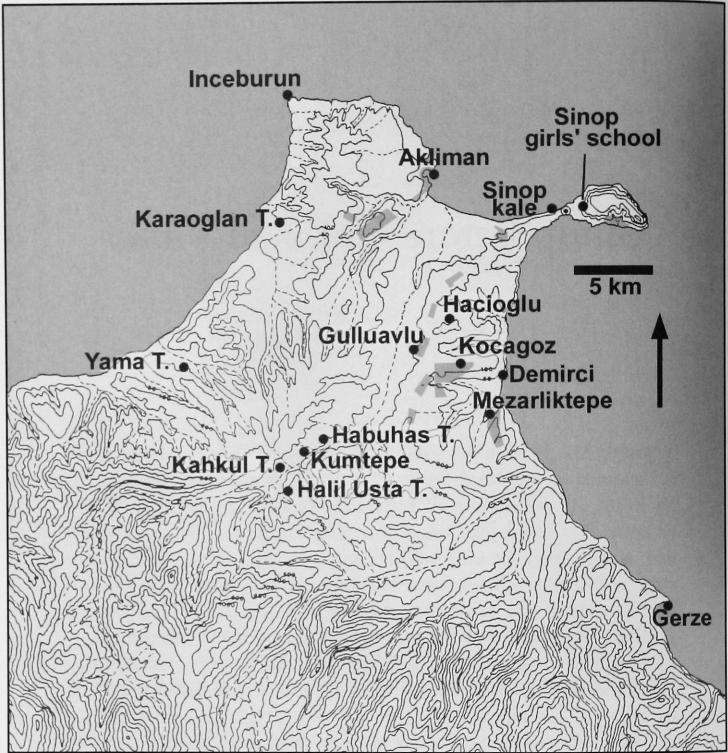 Inceburun
Sinop
girls' school
Akliman
Sinop
kale
Karaoglan T.
5 km
Hacioglu
Gulluavlu
Kocagoz
Yama T.
Demirci
Mezarliktepe
Habuhas T.
Kumtepe
Kahkul T.
Halil Usta T.
Gerze